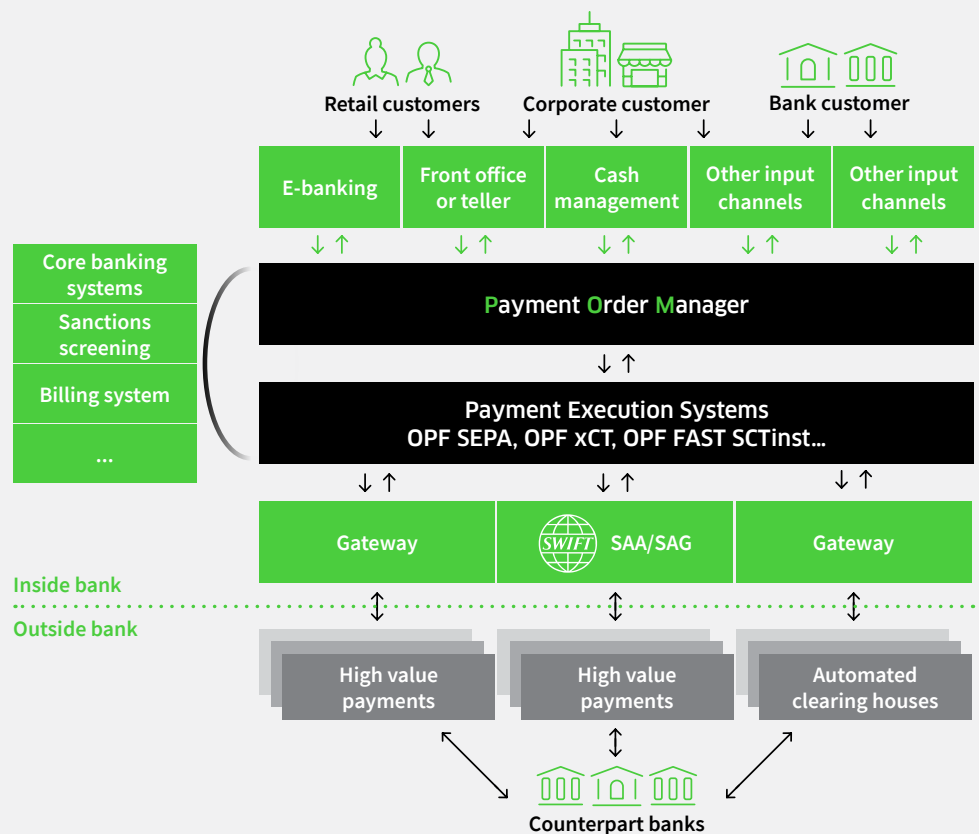 Retail customers
Corporate customer
Bank customer
E-banking
Front office
or teller
Cash
management
Other input
channels
Other input
channels
Core banking
systems
Sanctions
screening
Billing system
...
Payment Order Manager
Payment Execution Systems
OPF SEPA, OPF xCT, OPF FAST SCTinst...
Gateway
SWIFT
SAA/SAG
Gateway
Inside bank
Outside bank
High value
payments
High value
payments
Automated
clearing houses
Counterpart banks